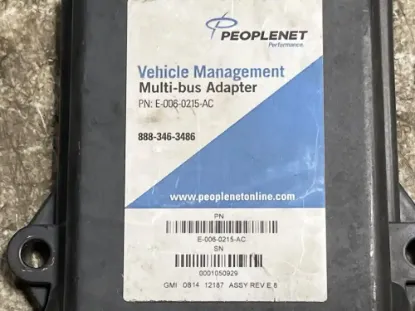 PEOPLENET
Performance.
Vehicle Management
Multi-bus Adapter
PN: E-006-0215-AC
888-346-3486
www.peoplenetonline.com
PN
E-006-0215-AC
SN
0001050929
GMI 0814 12187 ASSY REV E.6